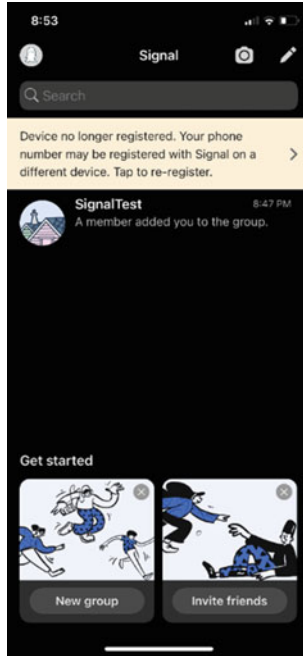 8:53
Signal
Search
Device no longer registered. Your phone
number may be registered with Signal on a
different device. Tap to re-register.
SignalTest
8:47 PM
A member added you to the group.
Get started
New group
Invite friends